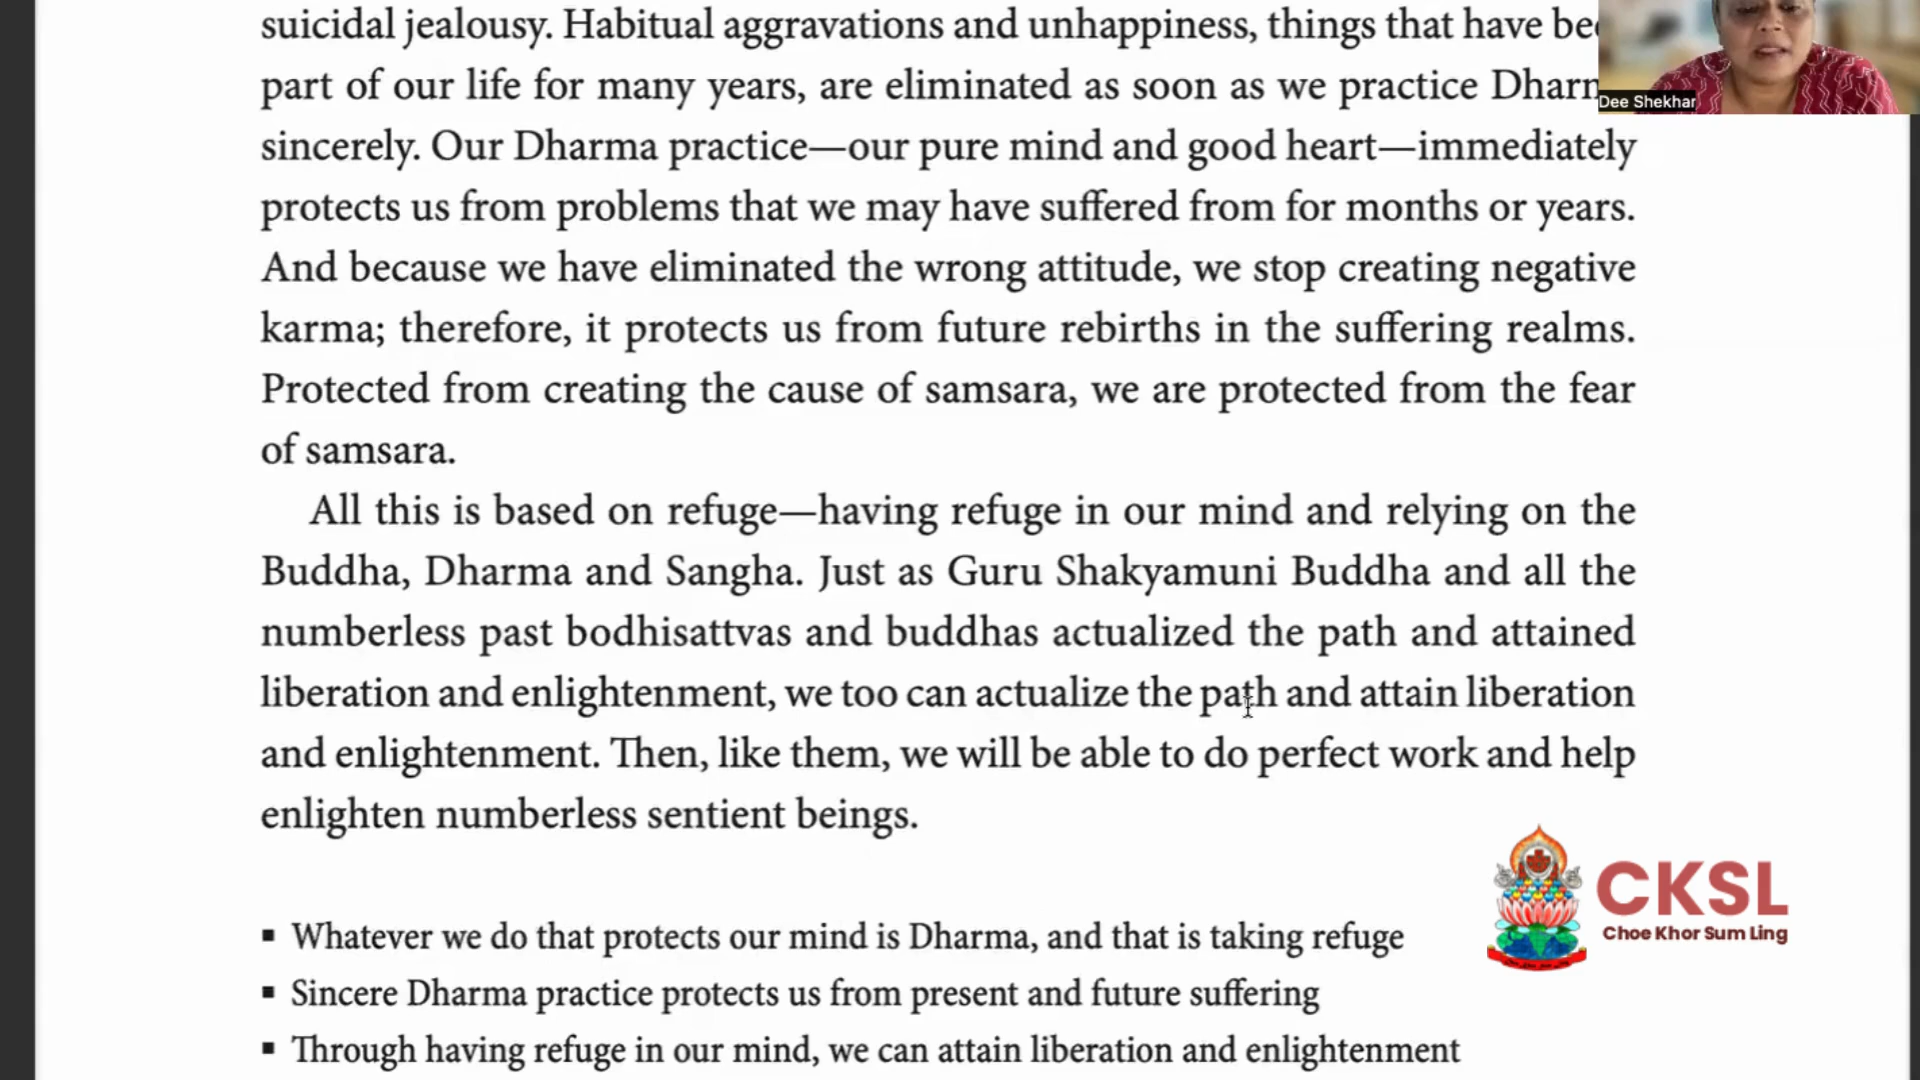 suicidal jealousy. Habitual aggravations and unhappiness, things that have
part of our life for many years, are eliminated as soon as we practice
Dee Shekhar
sincerely. Our Dharma practice—our pure mind and good heart—immediately
protects us from problems that we may have suffered from for months or years.
And because we have eliminated the wrong attitude, we stop creating negative
karma; therefore, it protects us from future rebirths in the suffering realms.
Protected from creating the cause of samsara, we are protected from the fear
of samsara.
All this is based on refuge—having refuge in our mind and relying on the
Buddha, Dharma and Sangha. Just as Guru Shakyamuni Buddha and all the
numberless past bodhisattvas and buddhas actualized the path and attained
liberation and enlightenment, we too can actualize the path and attain liberation
and enlightenment. Then, like them, we will be able to do perfect work and help
enlighten numberless sentient beings.
▪ Whatever we do that protects our mind is Dharma, and that is taking refuge
▪ Sincere Dharma practice protects us from present and future suffering
▪ Through having refuge in our mind, we can attain liberation and enlightenment
CKSL
Choe Khor Sum Ling